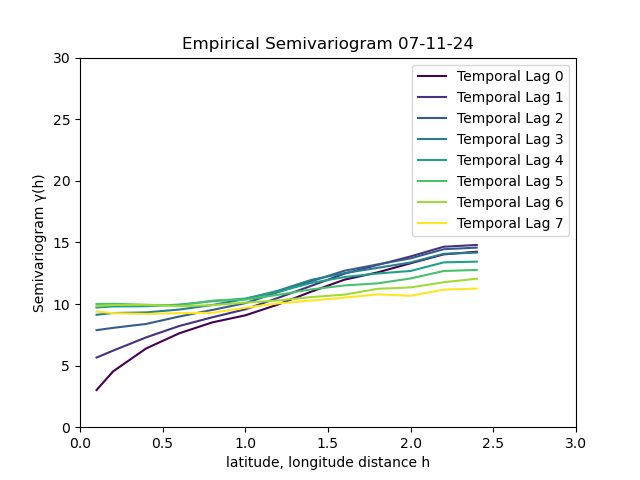 Empirical Semivariogram 07-11-24
30
25
20
15
10
5
0
Semivariogram γ(h)
Temporal Lag 0
Temporal Lag 1
Temporal Lag 2
Temporal Lag 3
Temporal Lag 4
Temporal Lag 5
Temporal Lag 6
Temporal Lag 7
0.0 0.5 1.0 1.5 2.0 2.5 3.0
latitude, longitude distance h